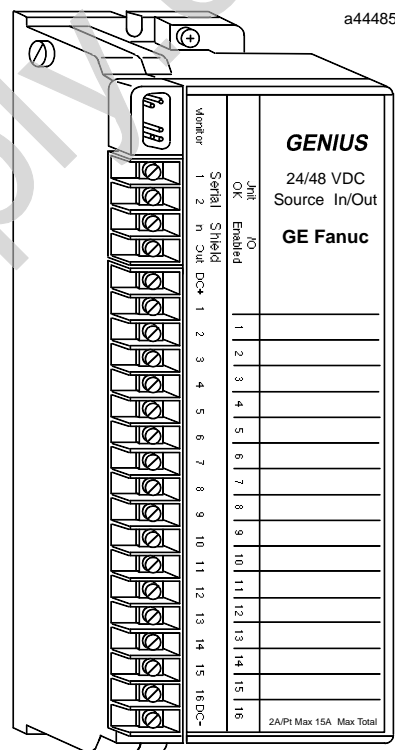 a44485
Monitor
Serial Shield
1 2 In Out DC+
1
2
3
4
5
6
7
8
9
10
11
12
13
14
15
16 DC-
Unit OK
I/O Enabled
1
2
3
4
5
6
7
8
9
10
11
12
13
14
15
16
GENIUS
24/48 VDC
Source In/Out
GE Fanuc
2A/Pt Max 15A Max Total